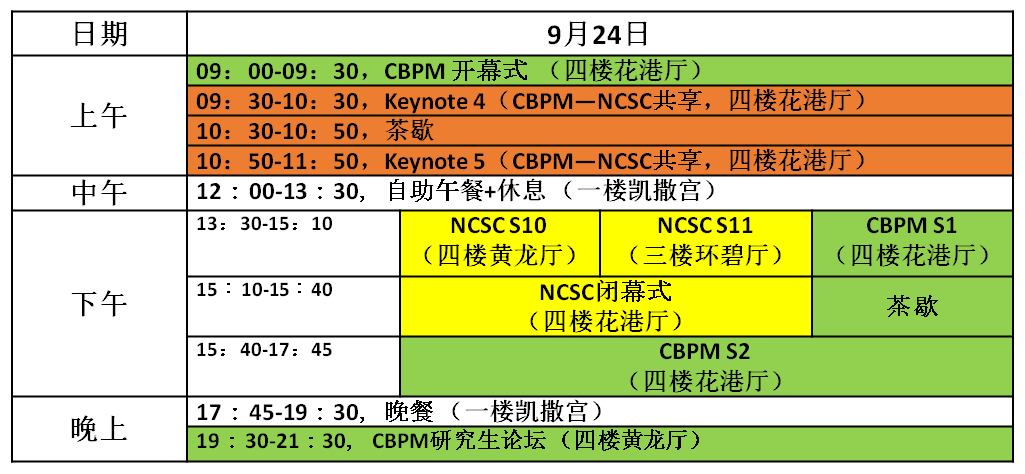 日期
9月24日
上午
09：00-09：30，CBPM 开幕式 （四楼花港厅）
09：30-10：30，Keynote 4（CBPM—NCSC共享，四楼花港厅）
10：30-10：50，茶歇
10：50-11：50，Keynote 5（CBPM—NCSC共享，四楼花港厅）
中午
12：00-13：30, 自助午餐+休息 （一楼凯撒宫）
下午
13：30-15：10
NCSC S10
（四楼黄龙厅）
NCSC S11
（三楼环碧厅）
CBPM S1
（四楼花港厅）
15：10-15：40
NCSC闭幕式
（四楼花港厅）
茶歇
15：40-17：45
CBPM S2
（四楼花港厅）
晚上
17：45-19：30, 晚餐 （一楼凯撒宫）
19：30-21：30, CBPM研究生论坛 （四楼黄龙厅）